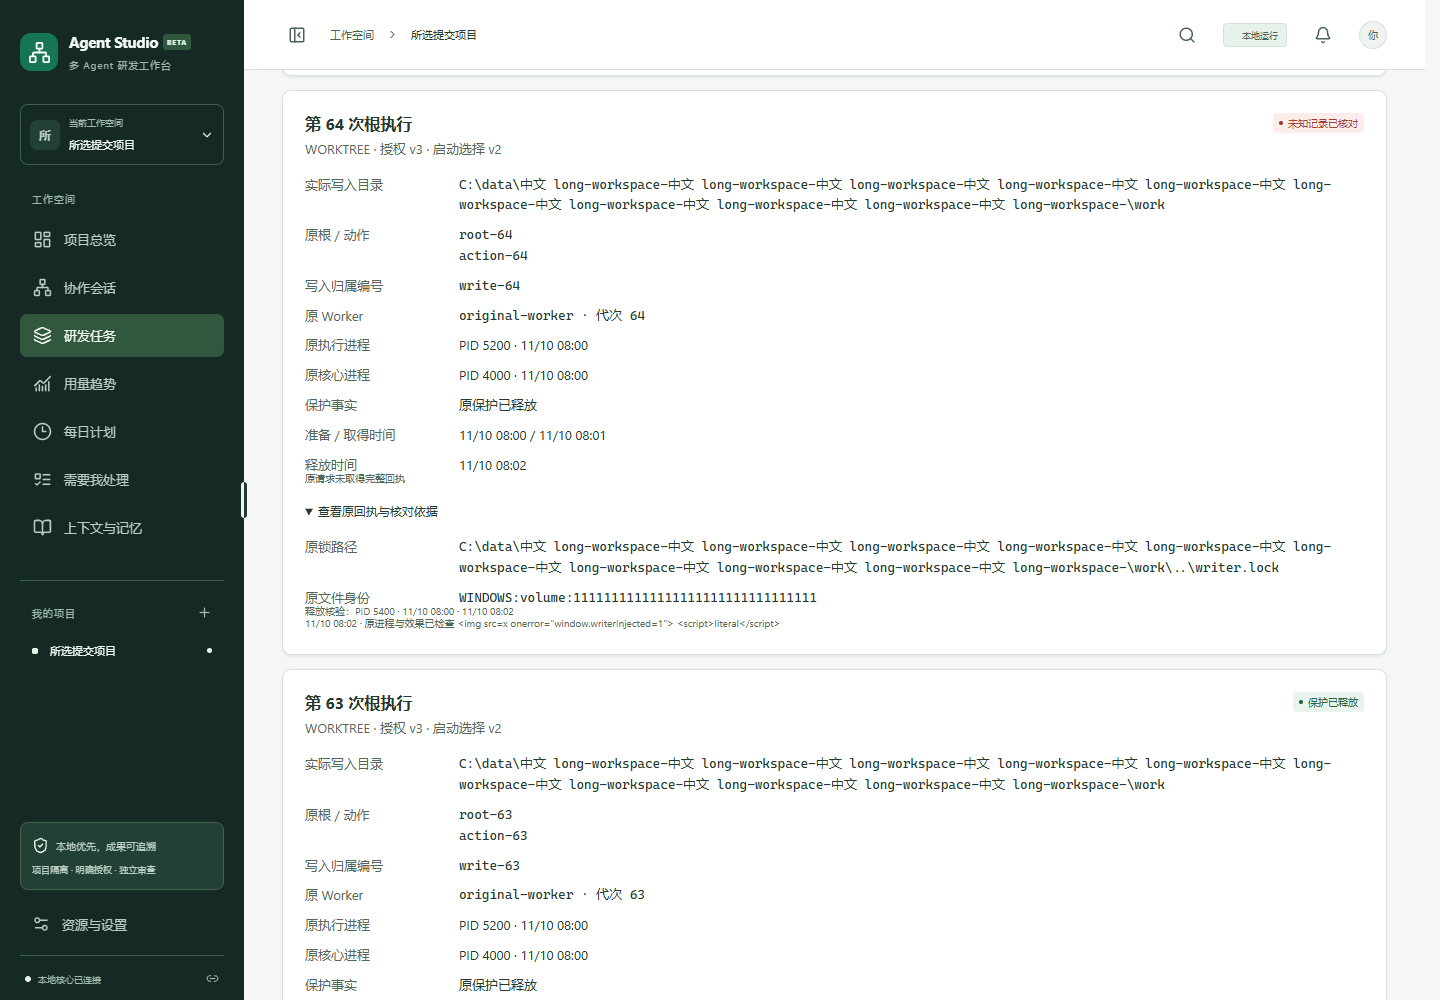 Agent Studio BETA
多 Agent 研发工作台
所
当前工作空间
所选提交项目
工作空间
项目总览
协作会话
研发任务
用量趋势
每日计划
需要我处理
上下文与记忆
我的项目
所选提交项目
本地优先，成果可追溯
项目隔离 · 明确授权 · 独立审查
资源与设置
本地核心已连接
工作空间
所选提交项目
本地运行
你
第 64 次根执行
未知记录已核对
WORKTREE · 授权 v3 · 启动选择 v2
实际写入目录
C:\data\中文 long-workspace-中文 long-workspace-中文 long-workspace-中文 long-workspace-中文 long-workspace-中文 long-
workspace-中文 long-workspace-中文 long-workspace-中文 long-workspace-中文 long-workspace-\work
原根 / 动作
root-64
action-64
写入归属编号
write-64
原 Worker
original-worker · 代次 64
原执行进程
PID 5200 · 11/10 08:00
原核心进程
PID 4000 · 11/10 08:00
保护事实
原保护已释放
准备 / 取得时间
11/10 08:00 / 11/10 08:01
释放时间
11/10 08:02
原请求未取得完整回执
▼ 查看原回执与核对依据
原锁路径
C:\data\中文 long-workspace-中文 long-workspace-中文 long-workspace-中文 long-workspace-中文 long-workspace-中文 long-
workspace-中文 long-workspace-中文 long-workspace-中文 long-workspace-中文 long-workspace-\work\..\writer.lock
原文件身份
WINDOWS:volume:11111111111111111111111111111111
释放核验： PID 5400 · 11/10 08:00 · 11/10 08:02
11/10 08:02 · 原进程与效果已检查 <img src=x onerror="window.writerInjected=1"> <script>literal</script>
第 63 次根执行
保护已释放
WORKTREE · 授权 v3 · 启动选择 v2
实际写入目录
C:\data\中文 long-workspace-中文 long-workspace-中文 long-workspace-中文 long-workspace-中文 long-workspace-中文 long-
workspace-中文 long-workspace-中文 long-workspace-中文 long-workspace-中文 long-workspace-\work
原根 / 动作
root-63
action-63
写入归属编号
write-63
原 Worker
original-worker · 代次 63
原执行进程
PID 5200 · 11/10 08:00
原核心进程
PID 4000 · 11/10 08:00
保护事实
原保护已释放